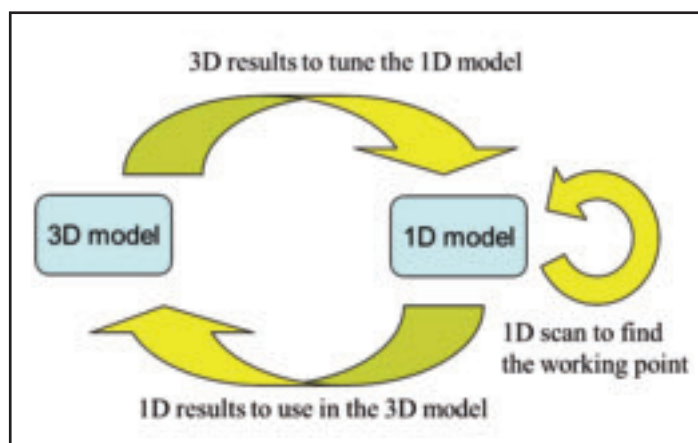 3D results to tune the 1D model
3D model
1D model
1D scan to find
the working point
1D results to use in the 3D model